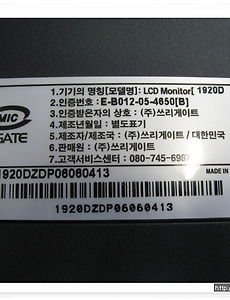 MIC
GATE
1.기기의 명칭[모델명]: LCD Monitor[ 1920D
2.인증번호 : E-B012-05-4650[B]
3.인증받은자의 상호 : (주)쓰리게이트
4.제조년월일 : 별도표기
5.제조자/제조국가 : (주)쓰리게이트 / 대한민국
6.판매원 : (주)쓰리게이트
7.고객서비스센터 : 080-745-6987
1920DZDP06060413
MADE IN
1920DZDP06060413